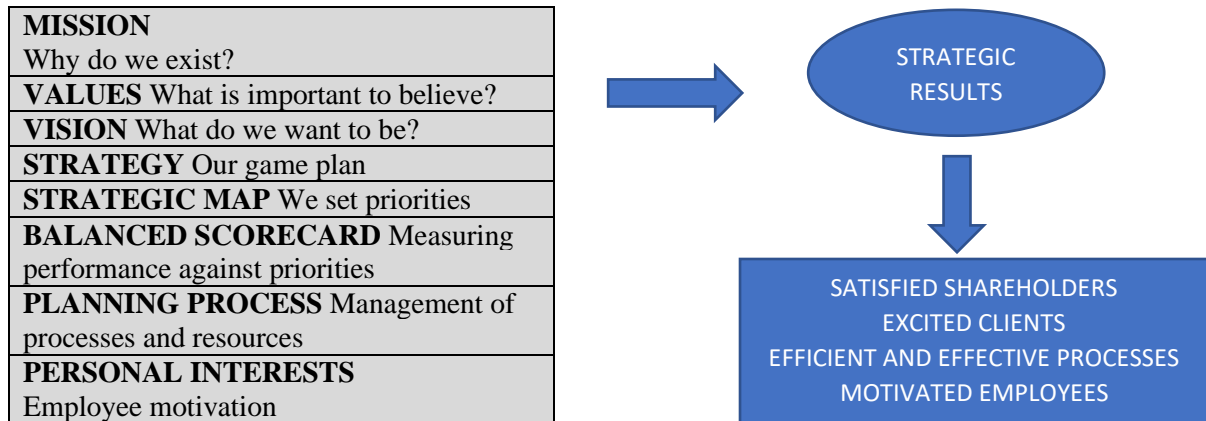 MISSION
Why do we exist?
VALUES What is important to believe?
VISION What do we want to be?
STRATEGY Our game plan
STRATEGIC MAP We set priorities
BALANCED SCORECARD Measuring
performance against priorities
PLANNING PROCESS Management of
processes and resources
PERSONAL INTERESTS
Employee motivation
STRATEGIC
RESULTS
SATISFIED SHAREHOLDERS
EXCITED CLIENTS
EFFICIENT AND EFFECTIVE PROCESSES
MOTIVATED EMPLOYEES